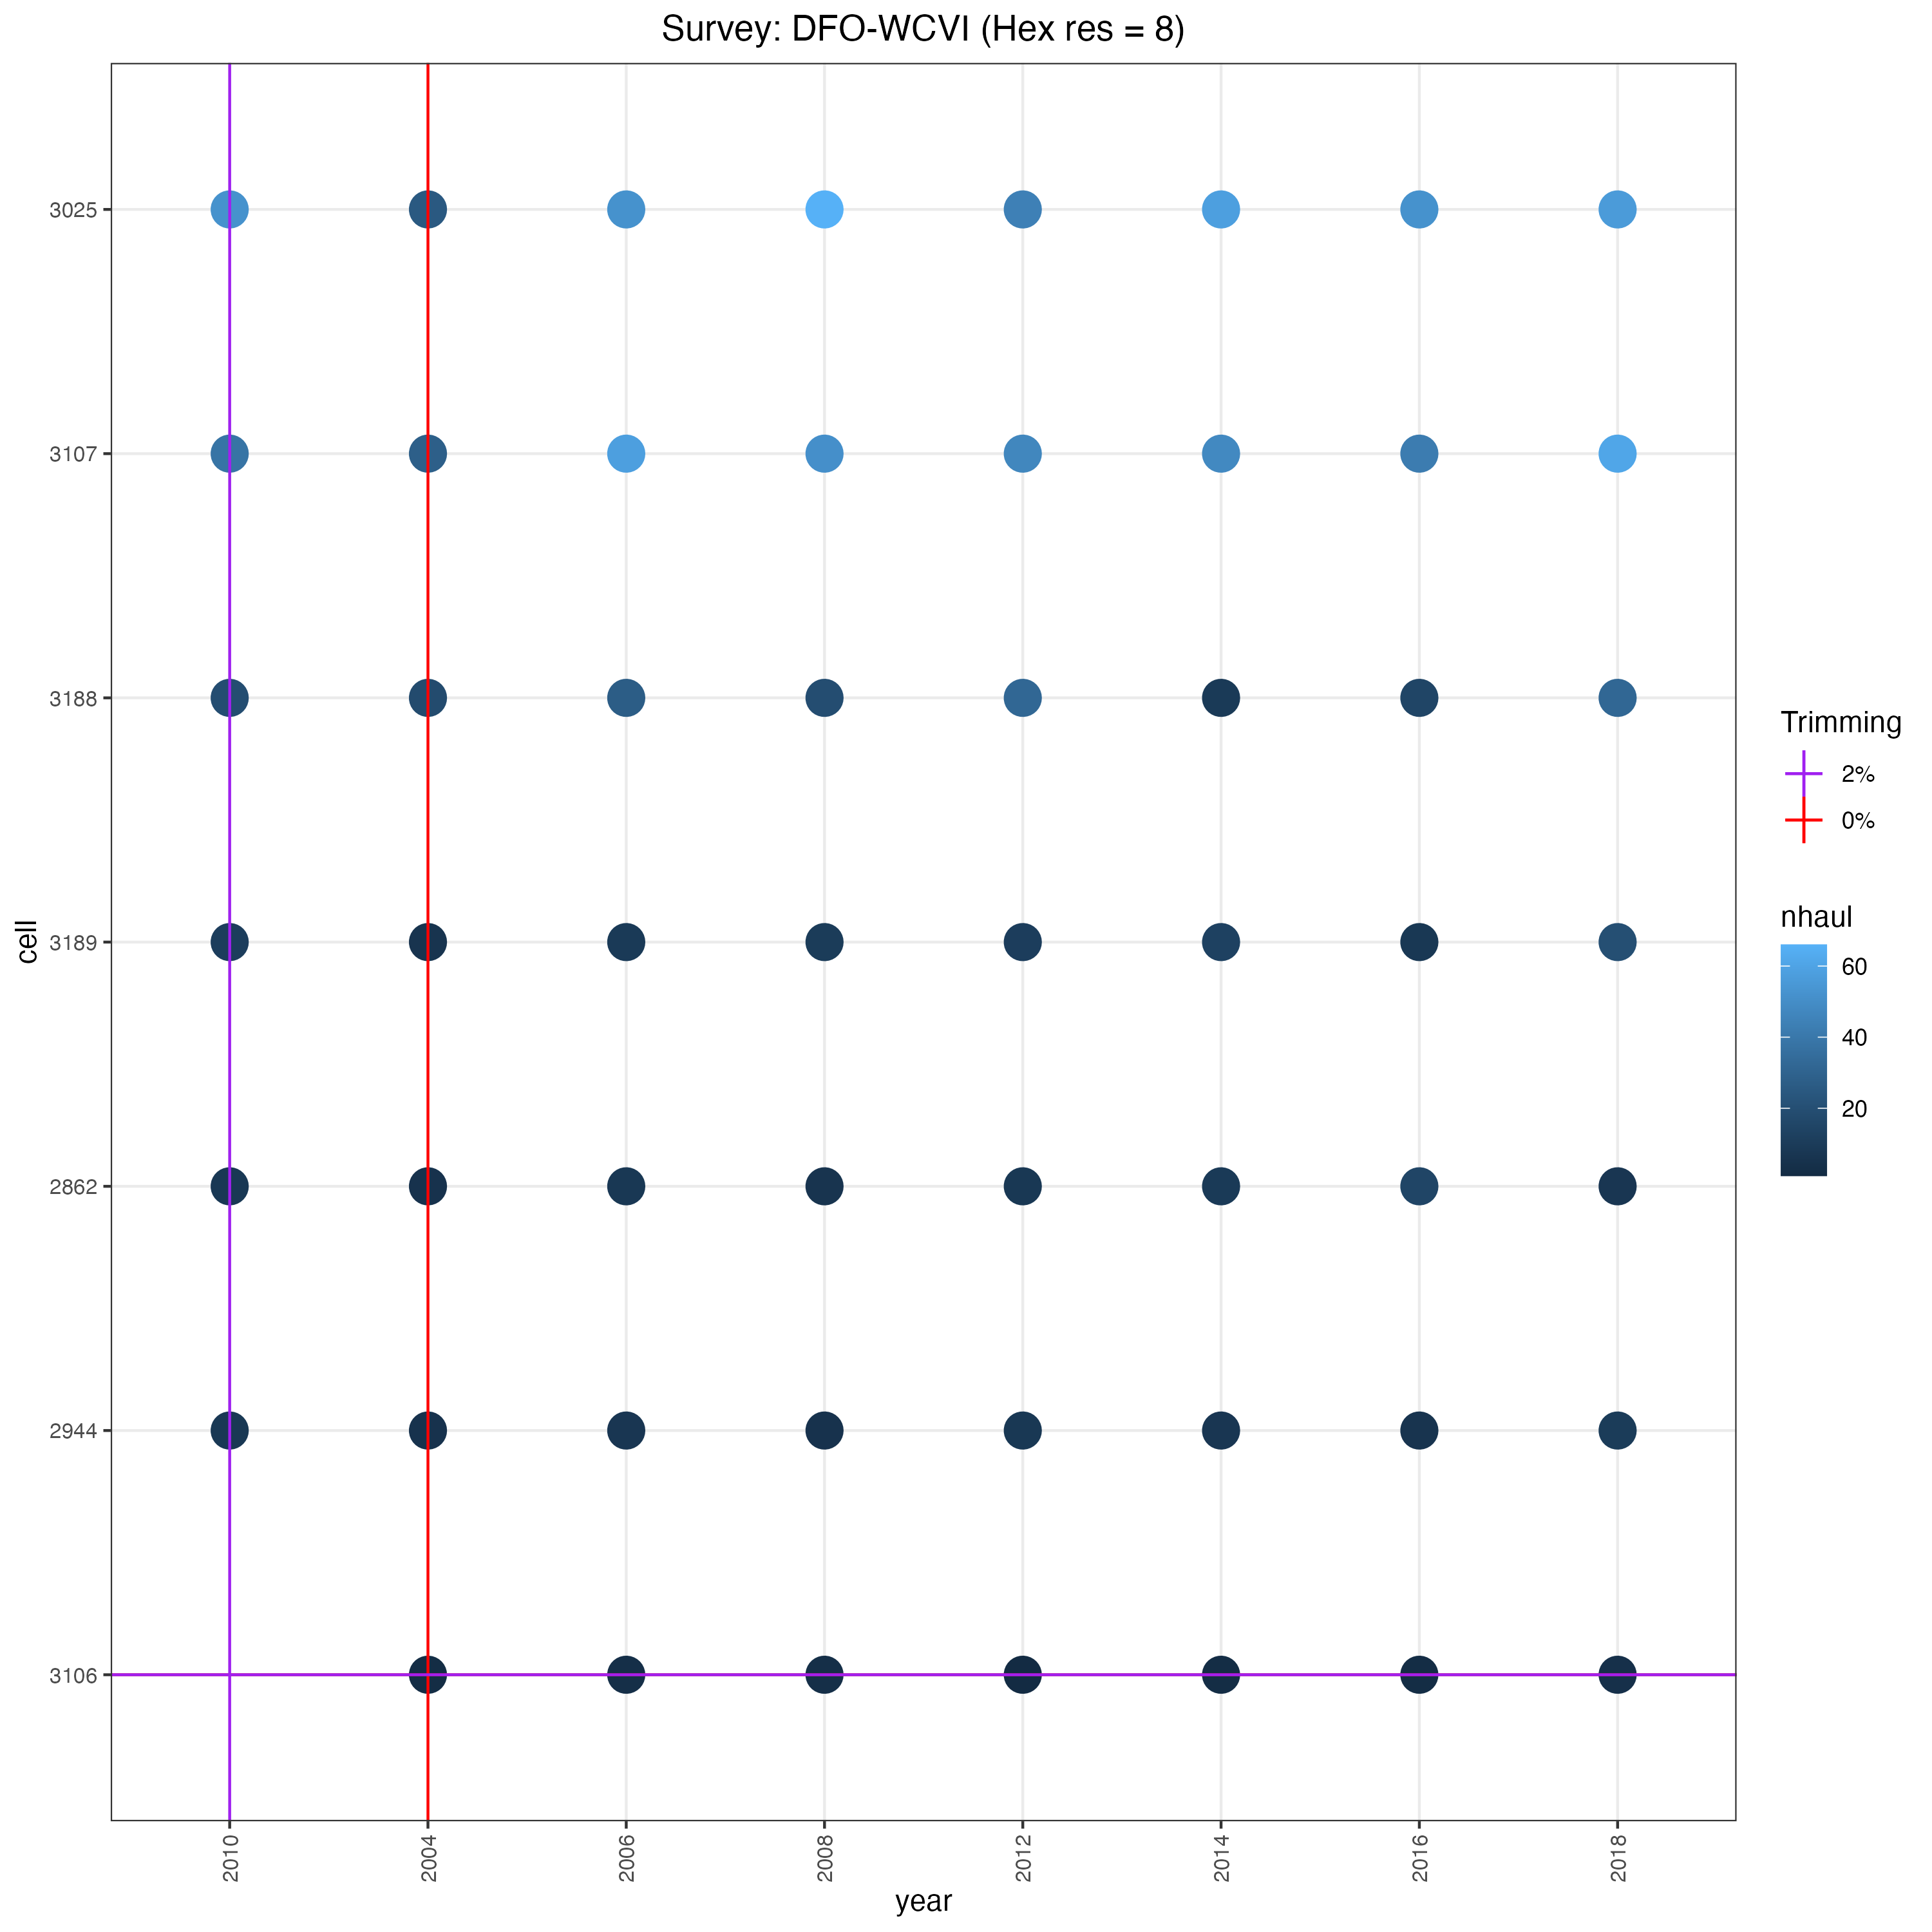 Survey: DFO-WCVI (Hex res = 8)
3025
3107
3188
3189
2862
2944
3106
cell
2010 2004 2006 2008 2012 2014 2016 2018
year
Trimming
2%
0%
nhaul
60
40
20